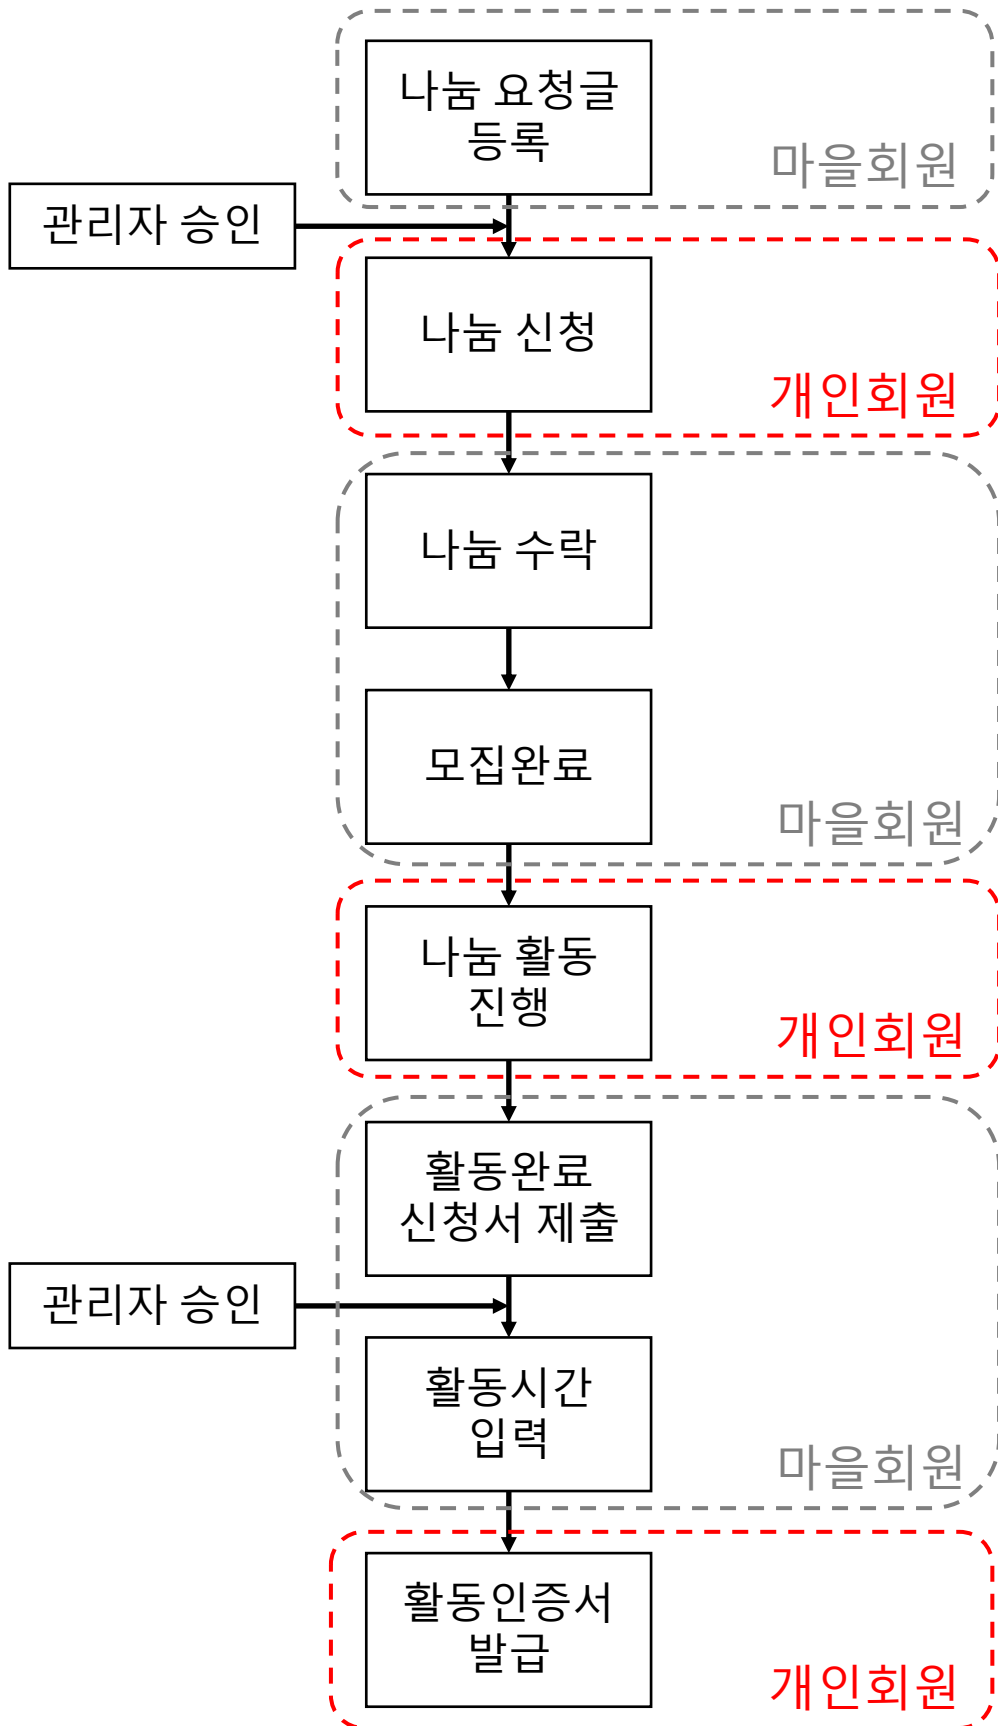 나눔 요청글
등록
마을회원
관리자 승인
나눔 신청
개인회원
나눔 수락
모집완료
마을회원
나눔 활동
진행
개인회원
활동완료
신청서 제출
관리자 승인
활동시간
입력
마을회원
활동인증서
발급
개인회원